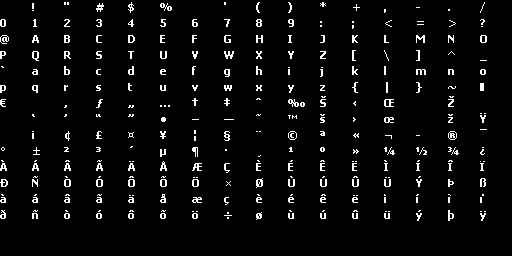 ! " # $ % ' ( ) * + , - . /
0 1 2 3 4 5 6 7 8 9 : ; < = > ?
@ A B C D E F G H I J K L M N O
P Q R S T U V W X Y Z [ \ ] ^ _
` a b c d e f g h i j k l m n o
p q r s t u v w x y z { | } ~
€ , ƒ „ … † ‡ ˆ ‰ Š ‹ Œ Ž
‘ ’ “ ” • – — ˜ ™ š › œ ž Ÿ
¡ ¢ £ ¤ ¥ ¦ § ¨ © ª « ¬ - ® ¯
° ± ² ³ ´ µ ¶ · ¸ ¹ º » ¼ ½ ¾ ¿
À Á Â Ã Ä Å Æ Ç È É Ê Ë Ì Í Î Ï
Ð Ñ Ò Ó Ô Õ Ö × Ø Ù Ú Û Ü Ý Þ ß
à á â ã ä å æ ç è é ê ë ì í î ï
ð ñ ò ó ô õ ö ÷ ø ù ú û ü ý þ ÿ